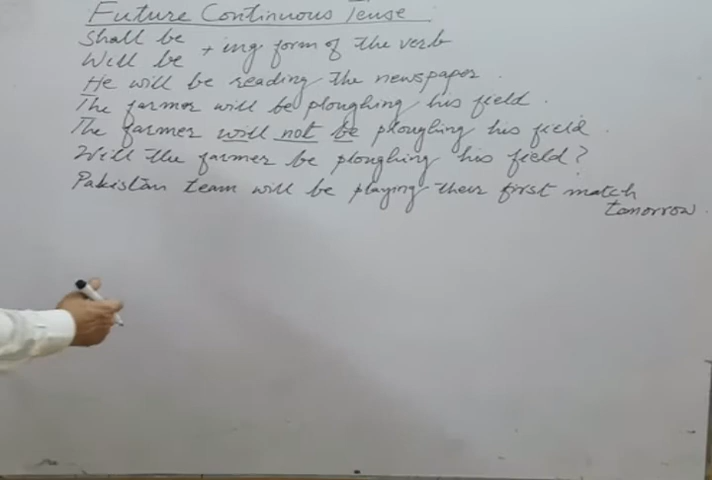 Future Continuous Tense
Shall be
Will be + ing form of the verb
He will be reading the newspaper.
The farmer will be ploughing his field.
The farmer will not be ploughing his field.
Will the farmer be ploughing his field?
Pakistan team will be playing their first match
tomorrow.